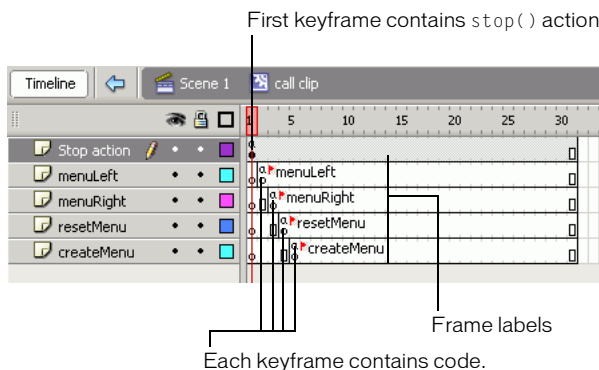 First keyframe contains stop() action
Timeline Scene 1 call clip
1 5 10 15 20 25 30
Stop action a
menuLeft a menuLeft
menuRight a menuRight
resetMenu a resetMenu
createMenu a createMenu
Frame labels
Each keyframe contains code.